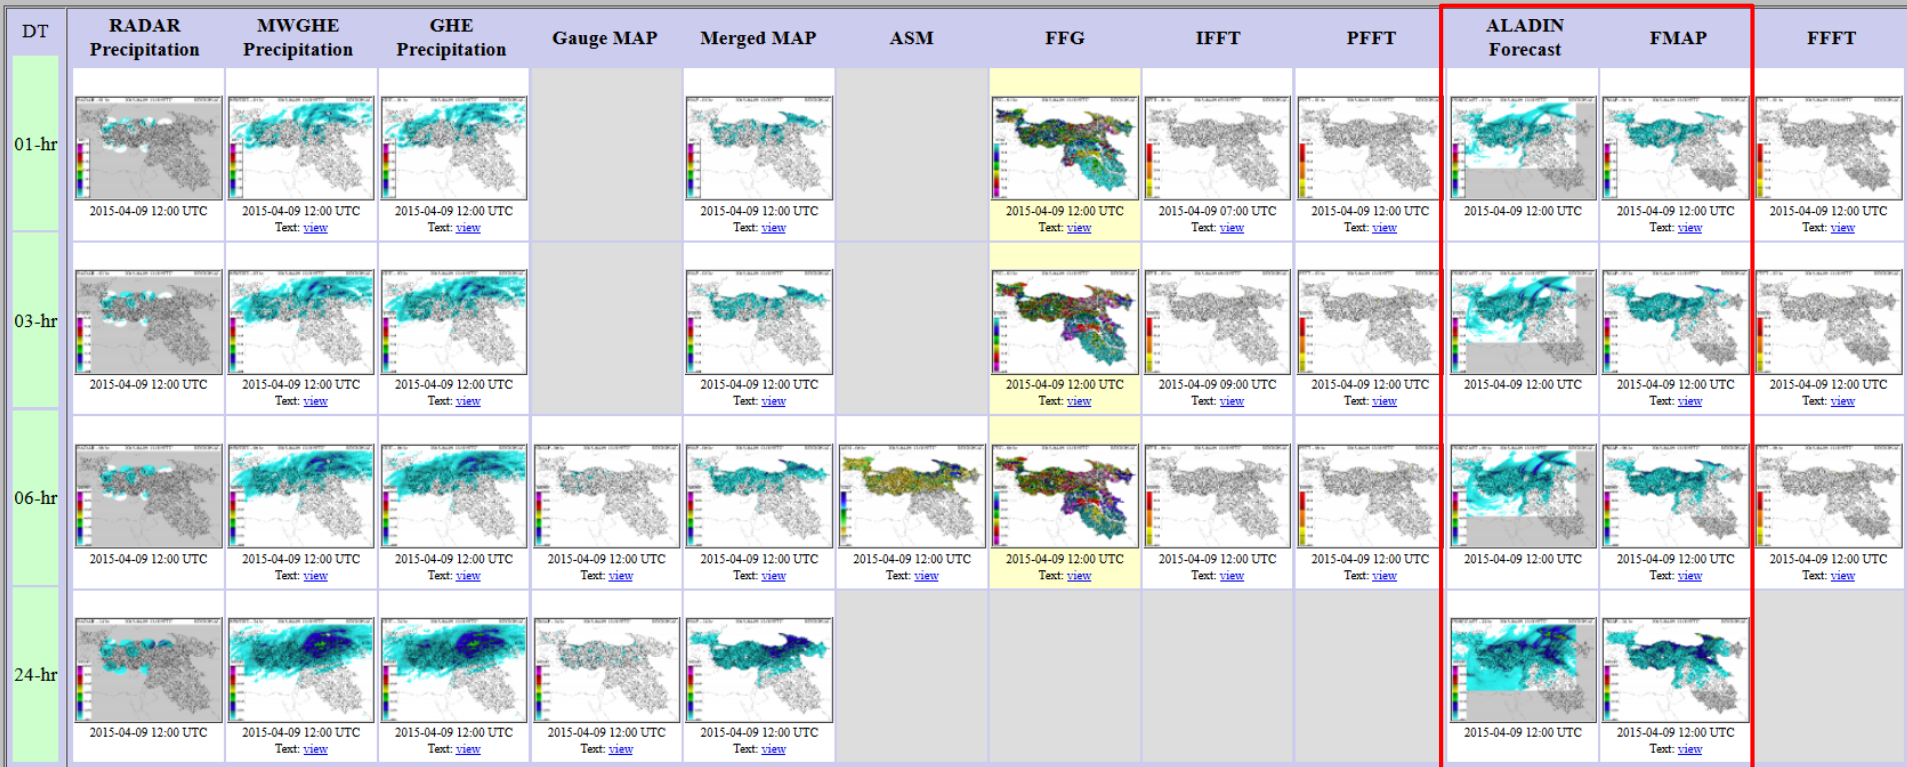 DT
RADAR
Precipitation
MWGHE
Precipitation
GHE
Precipitation
Gauge MAP
Merged MAP
ASM
FFG
IFFT
PFFT
ALADIN
Forecast
FMAP
FFFT
01-hr
2015-04-09 12:00 UTC
2015-04-09 12:00 UTC
Text: view
2015-04-09 12:00 UTC
Text: view
2015-04-09 12:00 UTC
Text: view
2015-04-09 12:00 UTC
Text: view
2015-04-09 07:00 UTC
Text: view
2015-04-09 12:00 UTC
Text: view
2015-04-09 12:00 UTC
2015-04-09 12:00 UTC
Text: view
2015-04-09 12:00 UTC
Text: view
03-hr
2015-04-09 12:00 UTC
2015-04-09 12:00 UTC
Text: view
2015-04-09 12:00 UTC
Text: view
2015-04-09 12:00 UTC
Text: view
2015-04-09 12:00 UTC
Text: view
2015-04-09 09:00 UTC
Text: view
2015-04-09 12:00 UTC
Text: view
2015-04-09 12:00 UTC
2015-04-09 12:00 UTC
Text: view
2015-04-09 12:00 UTC
Text: view
06-hr
2015-04-09 12:00 UTC
2015-04-09 12:00 UTC
Text: view
2015-04-09 12:00 UTC
Text: view
2015-04-09 12:00 UTC
Text: view
2015-04-09 12:00 UTC
Text: view
2015-04-09 12:00 UTC
Text: view
2015-04-09 12:00 UTC
Text: view
2015-04-09 12:00 UTC
Text: view
2015-04-09 12:00 UTC
Text: view
2015-04-09 12:00 UTC
2015-04-09 12:00 UTC
Text: view
2015-04-09 12:00 UTC
Text: view
24-hr
2015-04-09 12:00 UTC
2015-04-09 12:00 UTC
Text: view
2015-04-09 12:00 UTC
Text: view
2015-04-09 12:00 UTC
Text: view
2015-04-09 12:00 UTC
Text: view
2015-04-09 12:00 UTC
2015-04-09 12:00 UTC
Text: view